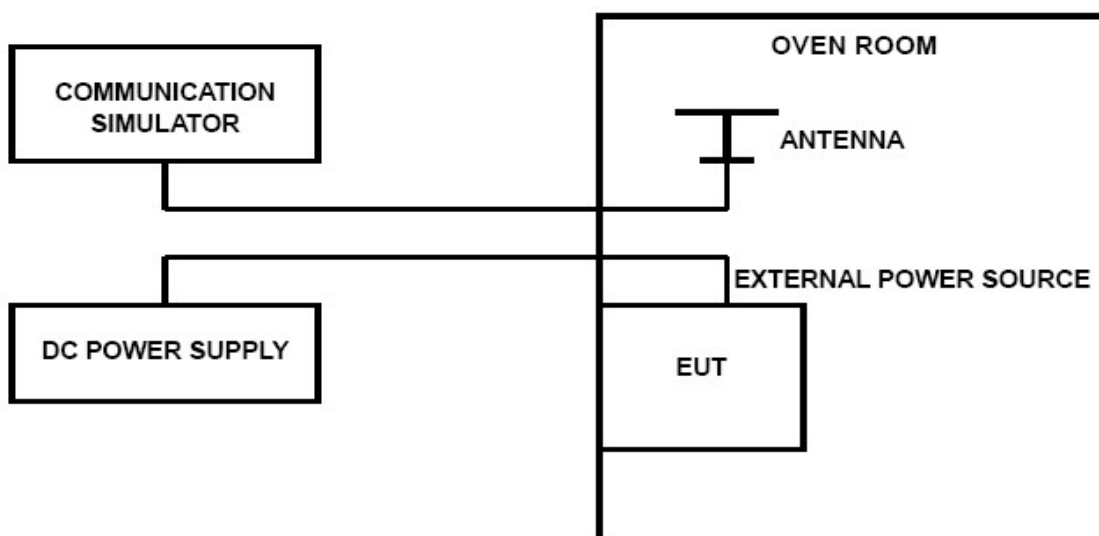 OVEN ROOM
COMMUNICATION
SIMULATOR
ANTENNA
EXTERNAL POWER SOURCE
DC POWER SUPPLY
EUT